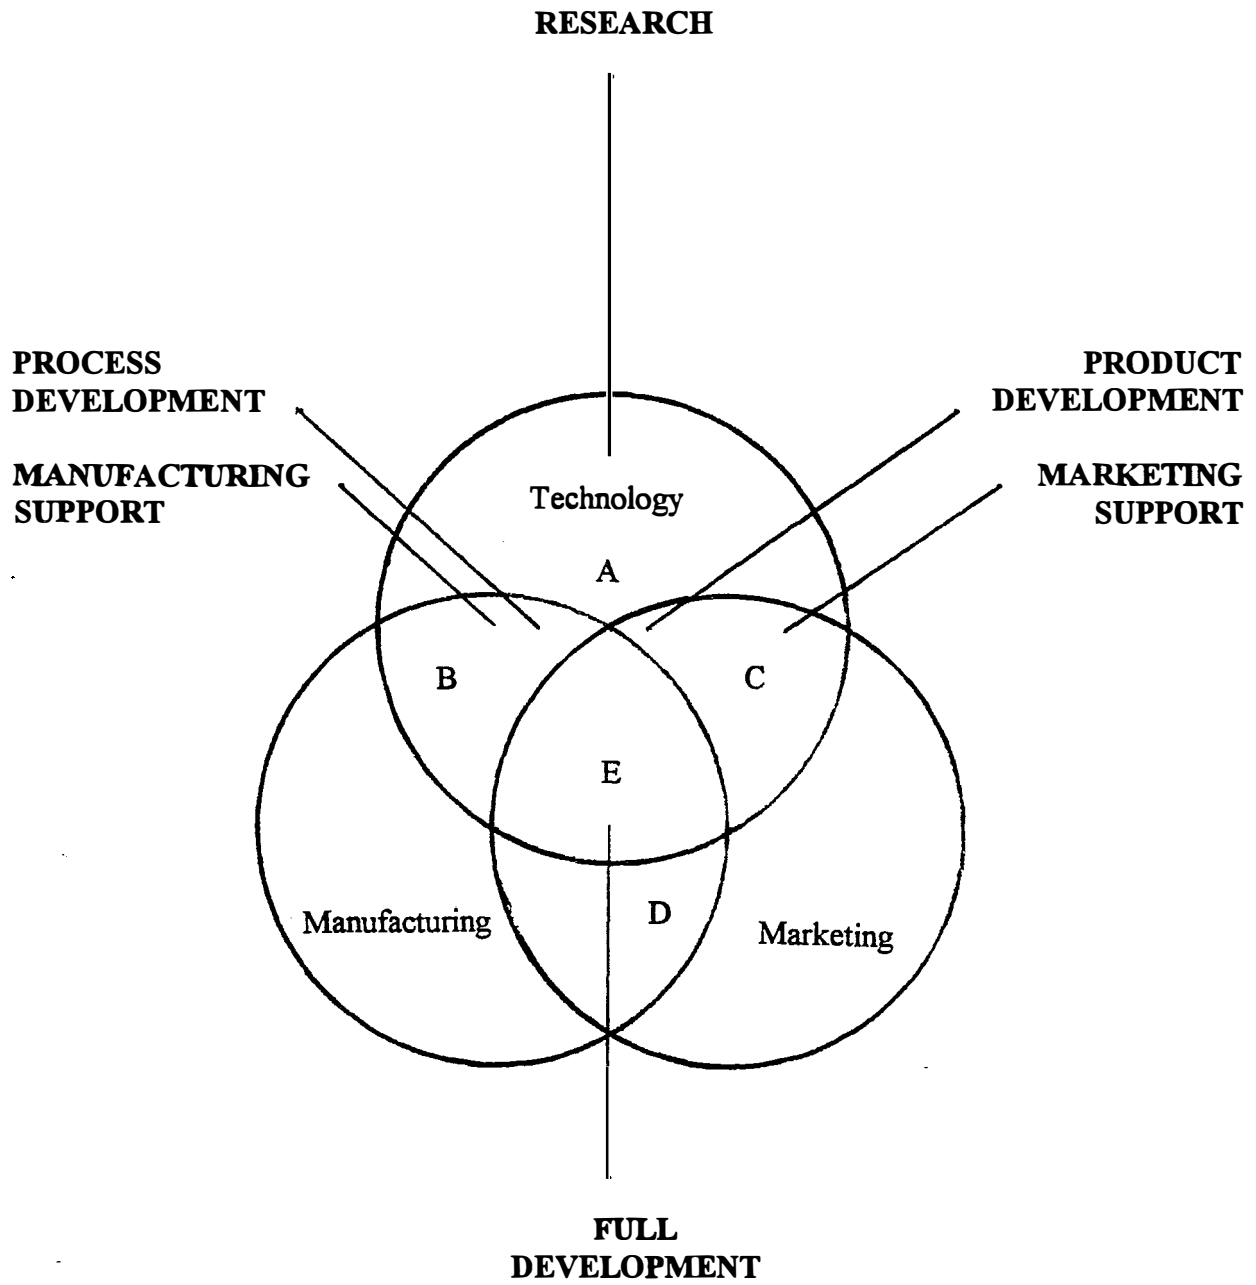 RESEARCH
PROCESS
DEVELOPMENT
PRODUCT
DEVELOPMENT
MANUFACTURING
SUPPORT
MARKETING
SUPPORT
Technology
A
B
C
E
D
Manufacturing
Marketing
FULL
DEVELOPMENT